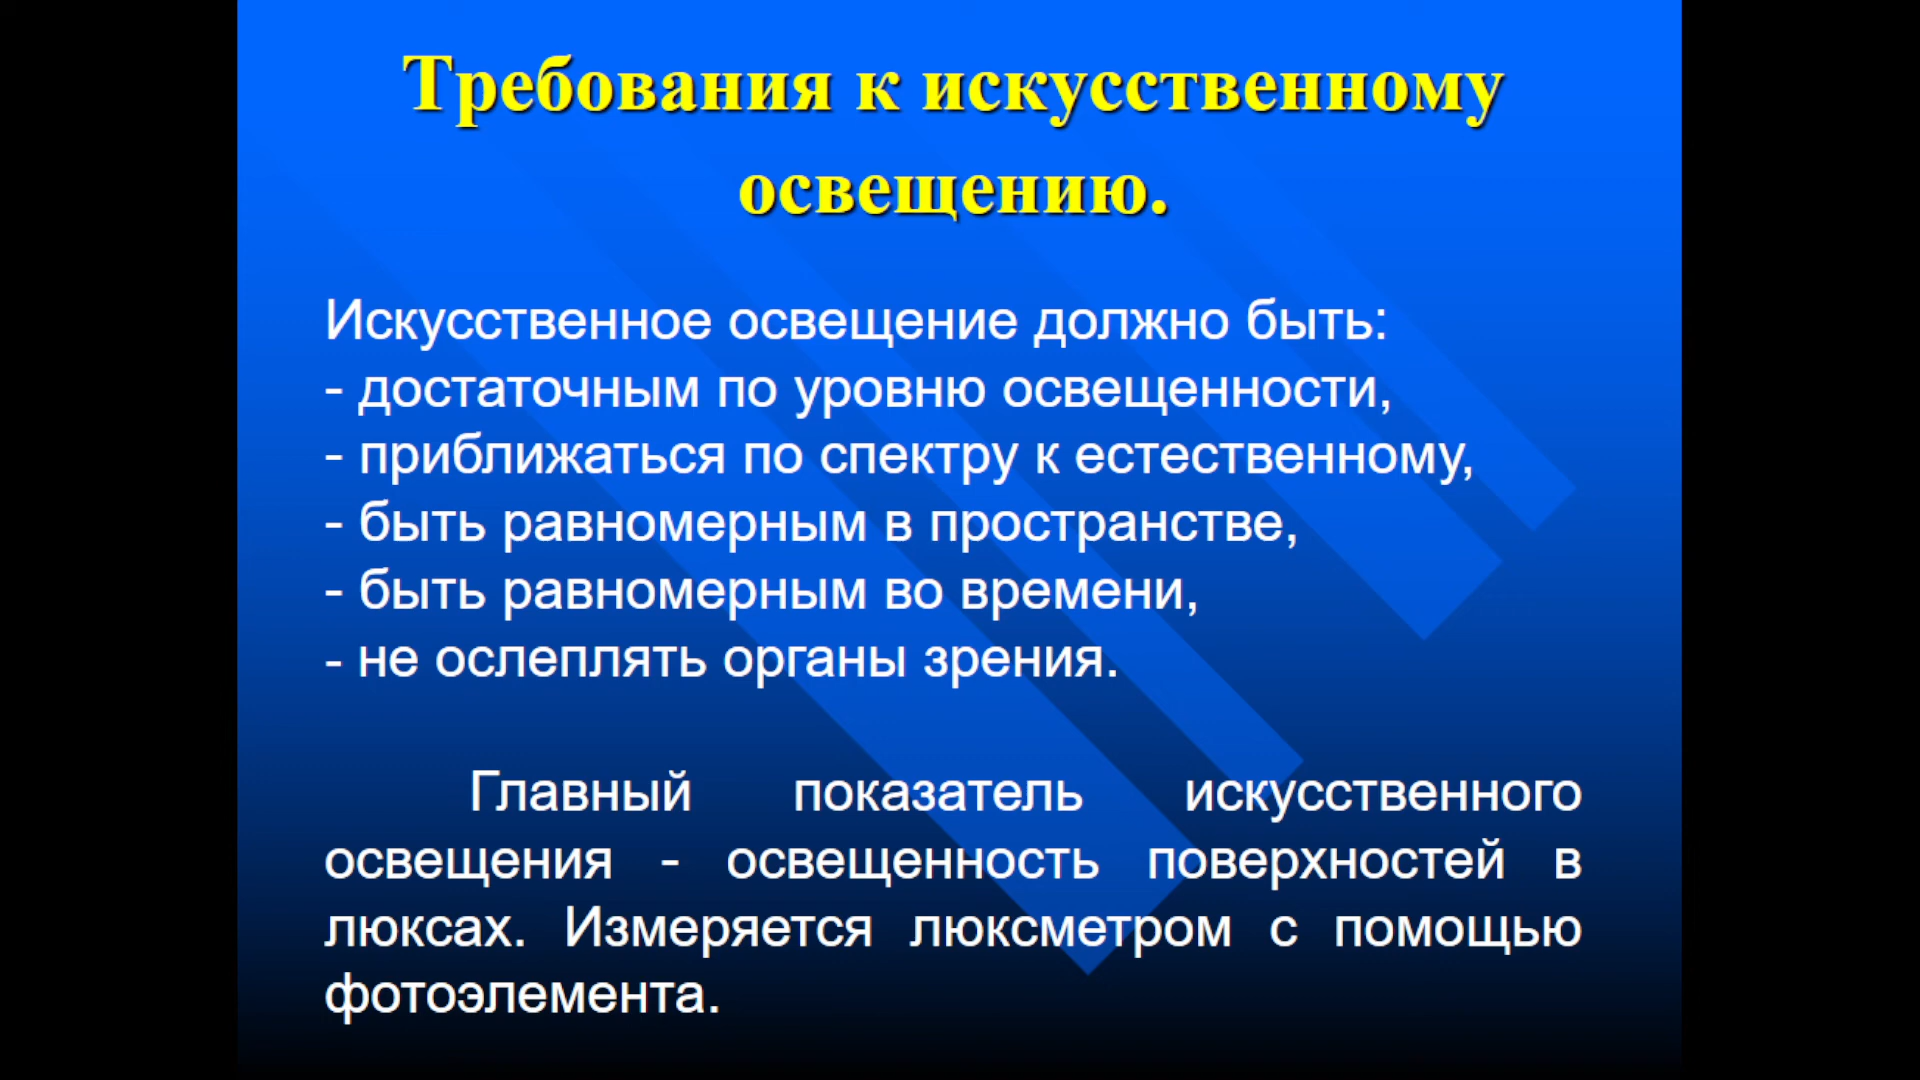 Требования к искусственному
освещению.
Искусственное освещение должно быть:
- достаточным по уровню освещенности,
- приближаться по спектру к естественному,
- быть равномерным в пространстве,
- быть равномерным во времени,
- не ослеплять органы зрения.
Главный показатель искусственного
освещения - освещенность поверхностей в
люксах. Измеряется люксметром с помощью
фотоэлемента.